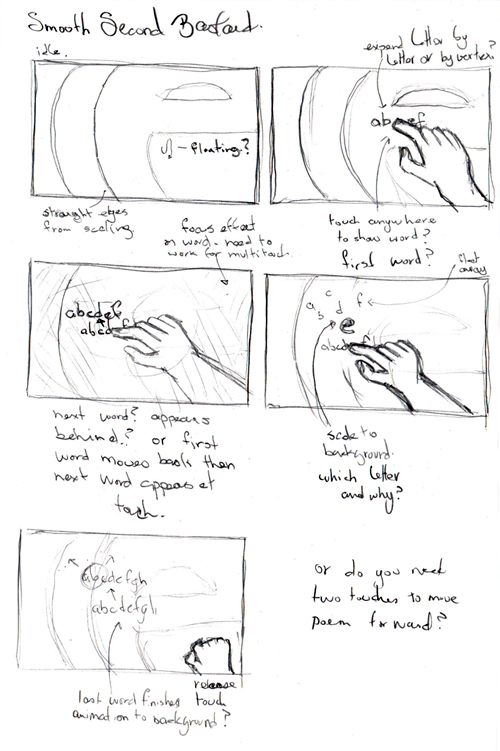 Smooth Second Bastard.
idle.
expand letter by
letter or by vertex?
- floating.?
abcdef
straight edges
from scaling
focus effect
on word - need to
work for multitouch.
touch anywhere
to show word?
first word?
float
away
abcdef
abcdef
a b c d f
e
abcdef
next word? appears
behind.? or first
word moves back then
next word appears at
touch.
scale to
background.
which letter
and why?
abcdefgh
abcdefgh
release
touch
last word finishes
animation to background?
or do you need
two touches to move
poem forward?